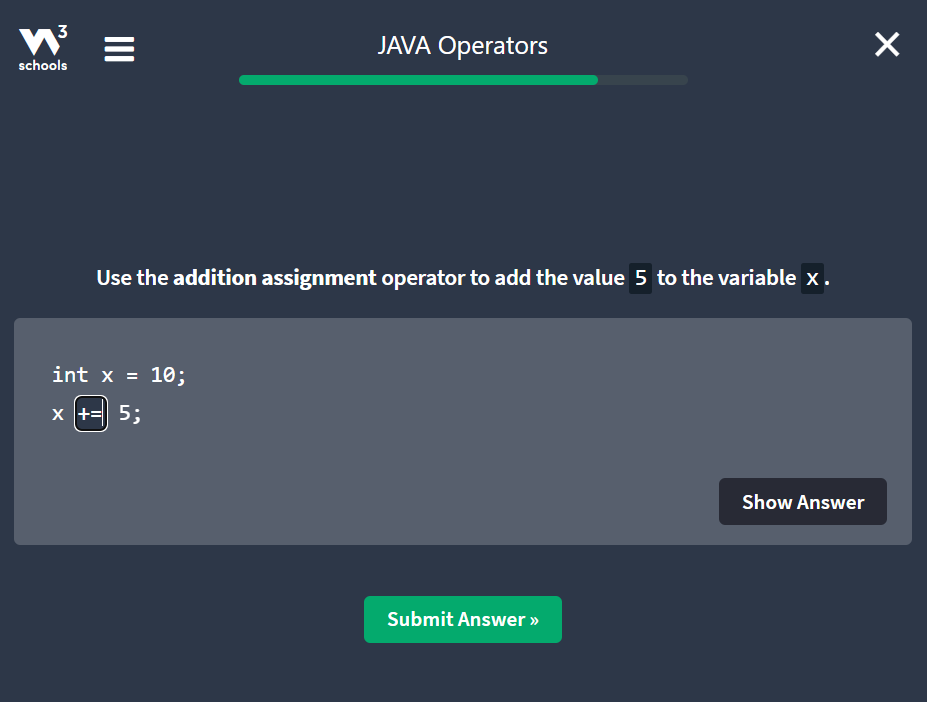 3
schools
JAVA Operators
Use the addition assignment operator to add the value 5 to the variable x.
int x = 10;
x += 5;
Show Answer
Submit Answer »